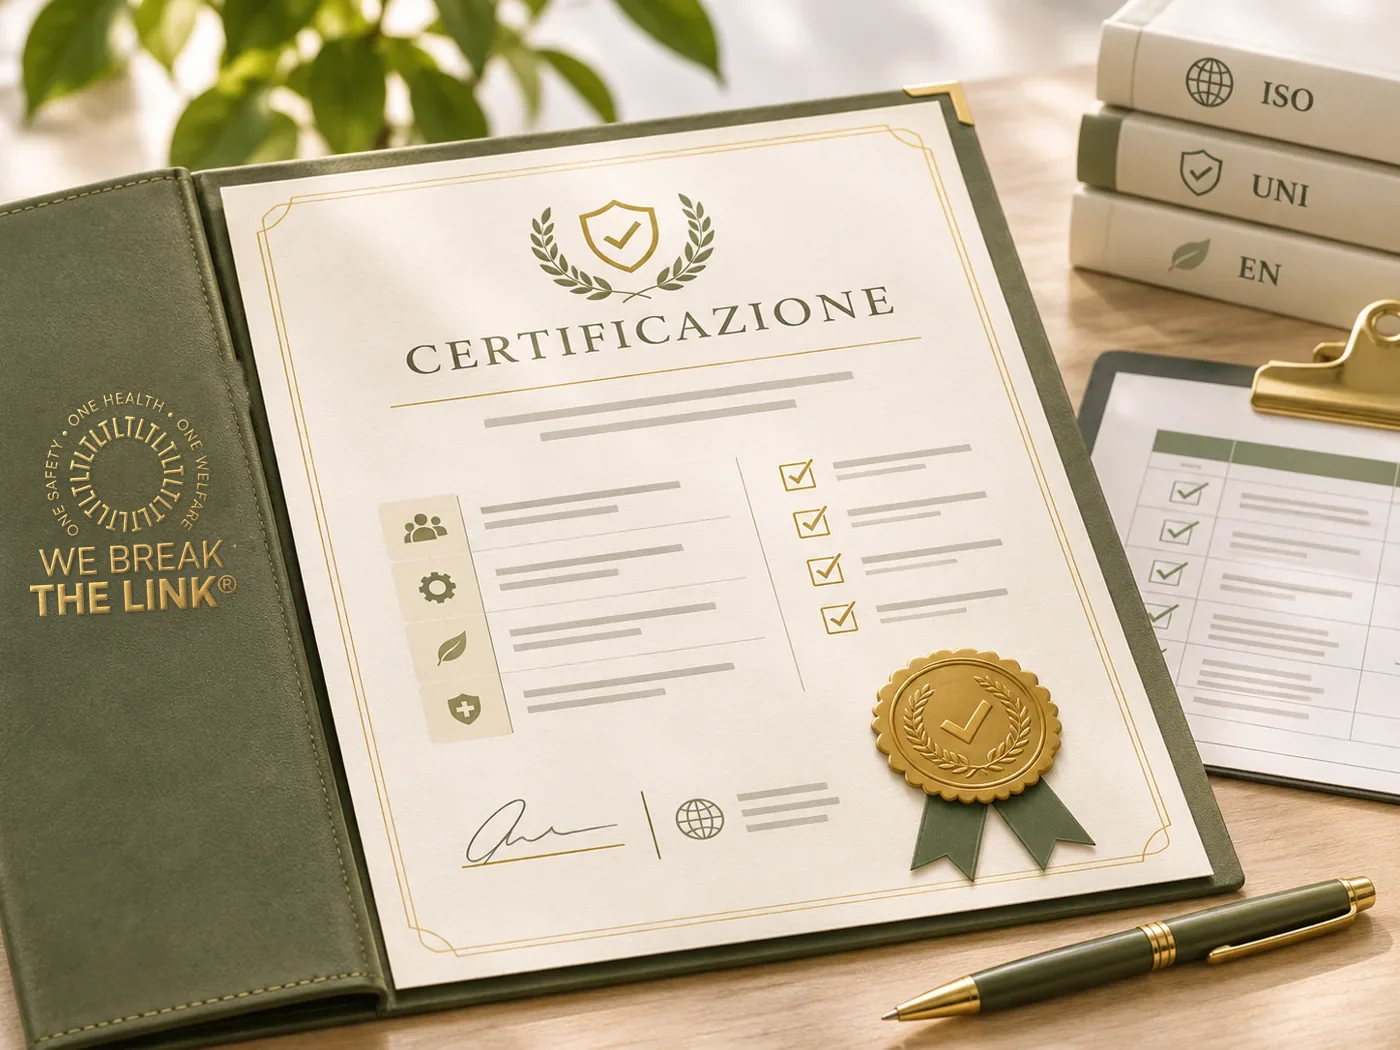 ONE SAFETY • ONE HEALTH • ONE WELFARE
WE BREAK
THE LINK®
CERTIFICAZIONE
ISO
UNI
EN